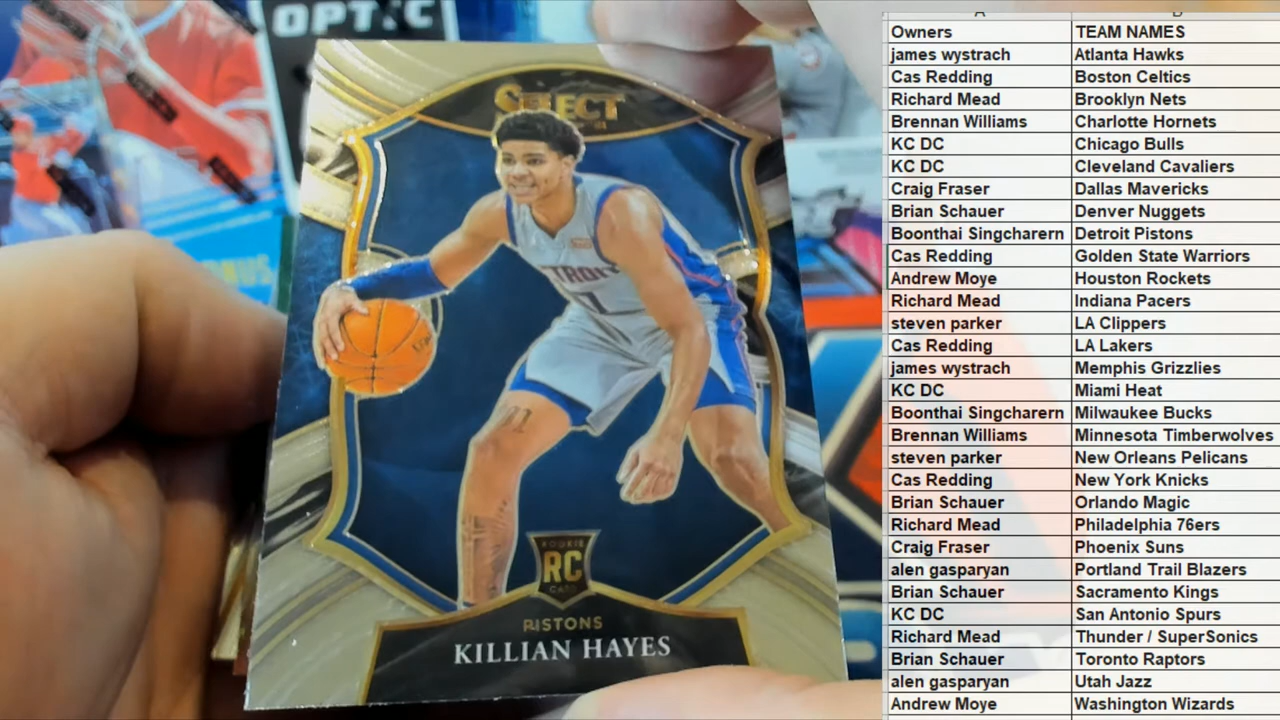 OPTIC
SELECT
DETROIT
7
ROOKIE
RC
CARD
PISTONS
KILLIAN HAYES
Owners TEAM NAMES
james wystrach Atlanta Hawks
Cas Redding Boston Celtics
Richard Mead Brooklyn Nets
Brennan Williams Charlotte Hornets
KC DC Chicago Bulls
KC DC Cleveland Cavaliers
Craig Fraser Dallas Mavericks
Brian Schauer Denver Nuggets
Boonthai Singcharern Detroit Pistons
Cas Redding Golden State Warriors
Andrew Moye Houston Rockets
Richard Mead Indiana Pacers
steven parker LA Clippers
Cas Redding LA Lakers
james wystrach Memphis Grizzlies
KC DC Miami Heat
Boonthai Singcharern Milwaukee Bucks
Brennan Williams Minnesota Timberwolves
steven parker New Orleans Pelicans
Cas Redding New York Knicks
Brian Schauer Orlando Magic
Richard Mead Philadelphia 76ers
Craig Fraser Phoenix Suns
alen gasparyan Portland Trail Blazers
Brian Schauer Sacramento Kings
KC DC San Antonio Spurs
Richard Mead Thunder / SuperSonics
Brian Schauer Toronto Raptors
alen gasparyan Utah Jazz
Andrew Moye Washington Wizards